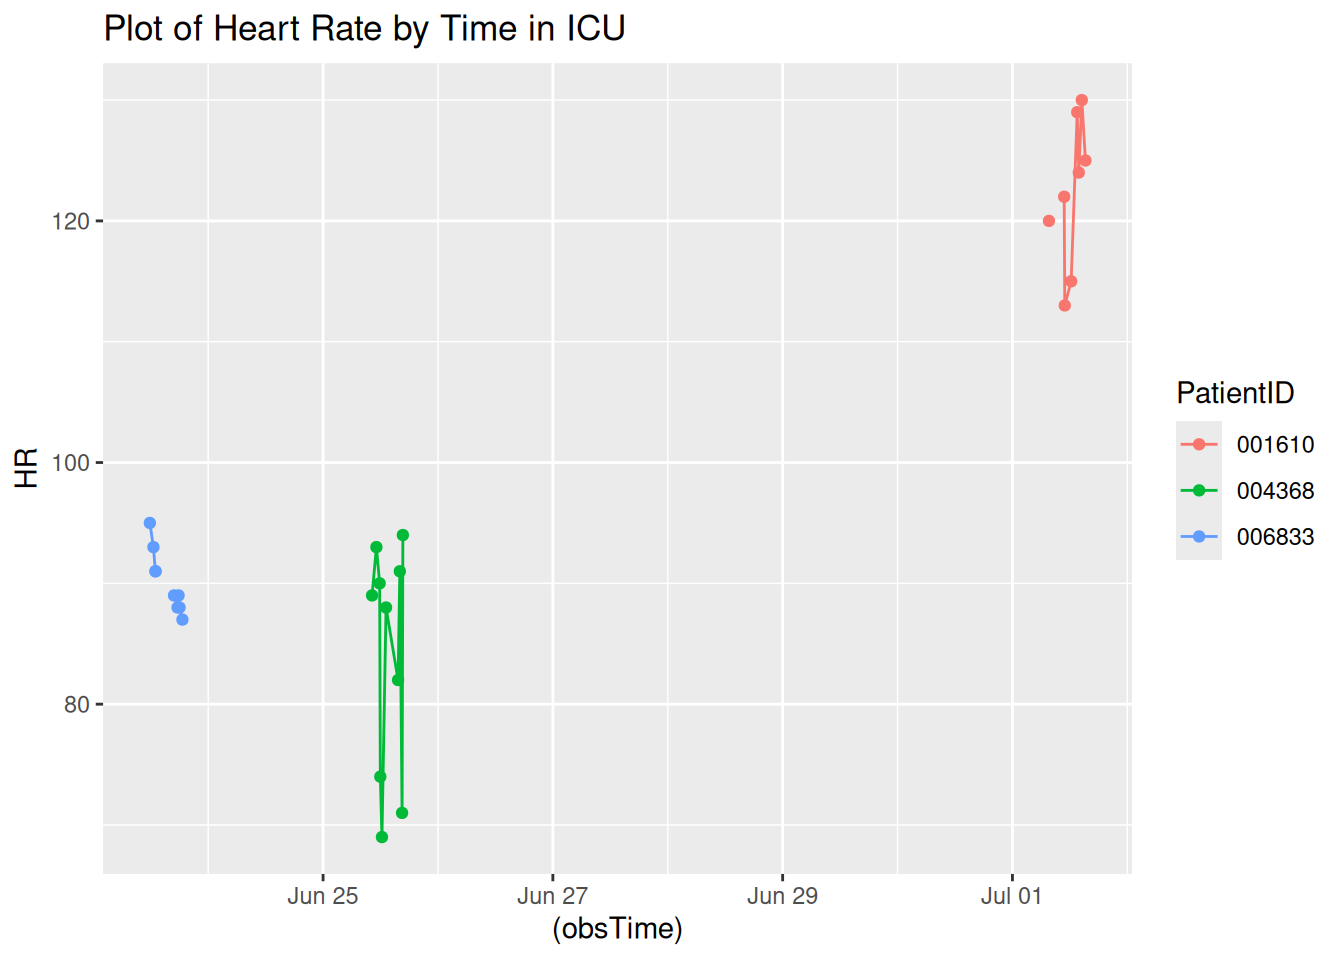 Plot of Heart Rate by Time in ICU
HR
120
100
80
Jun 25
Jun 27
Jun 29
Jul 01
(obsTime)
PatientID
001610
004368
006833